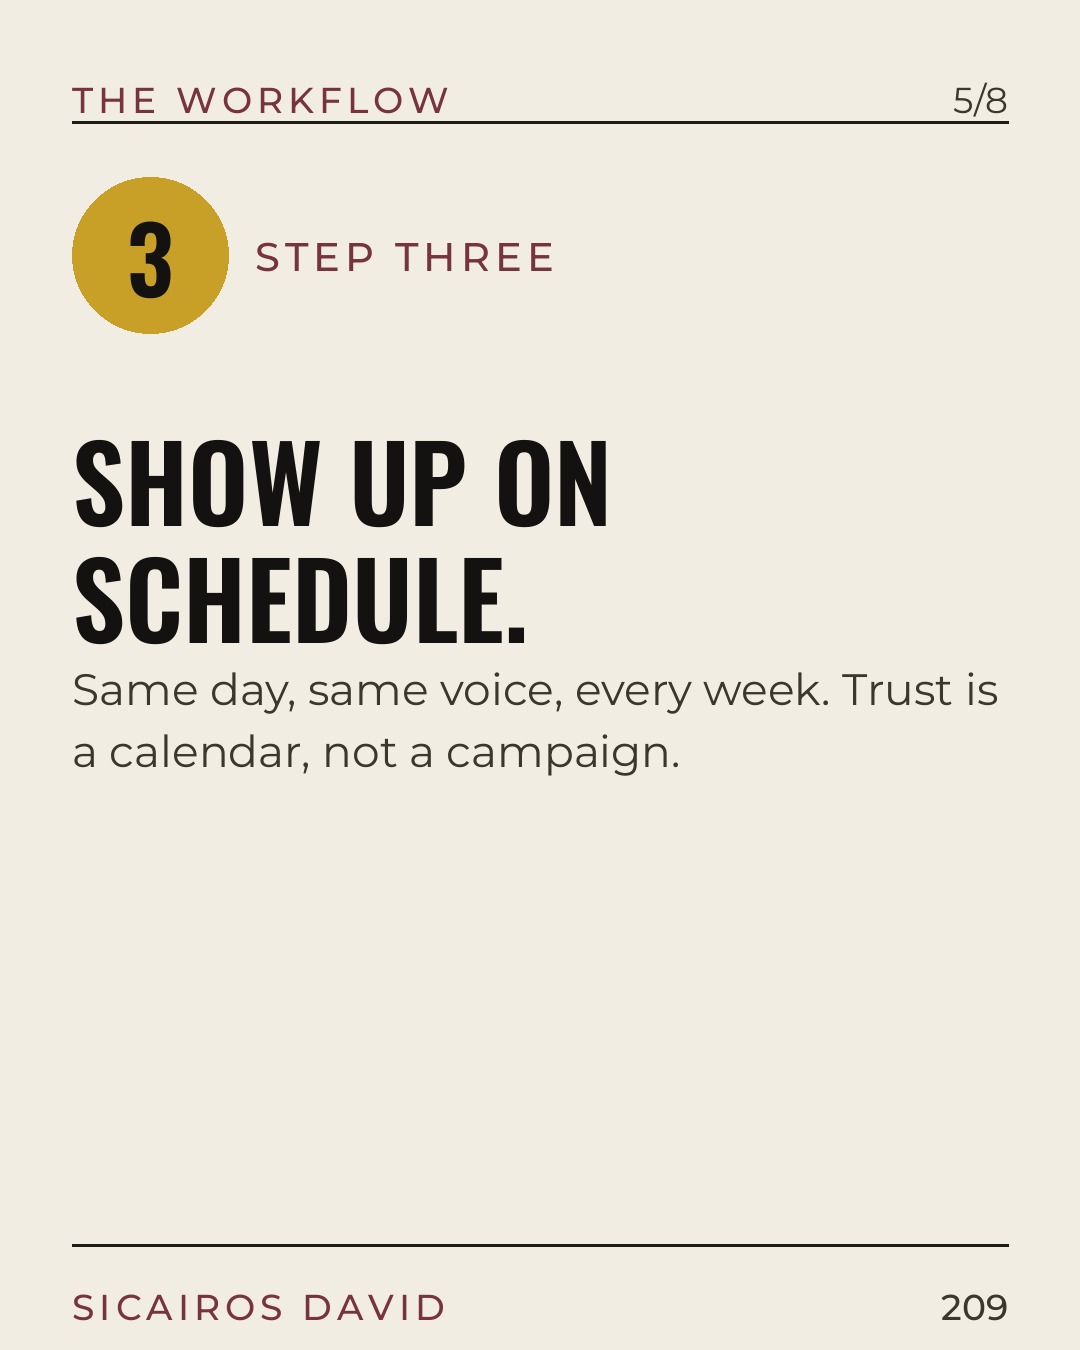 THE WORKFLOW 5/8
3 STEP THREE
SHOW UP ON
SCHEDULE.
Same day, same voice, every week. Trust is
a calendar, not a campaign.
SICAIROS DAVID 209